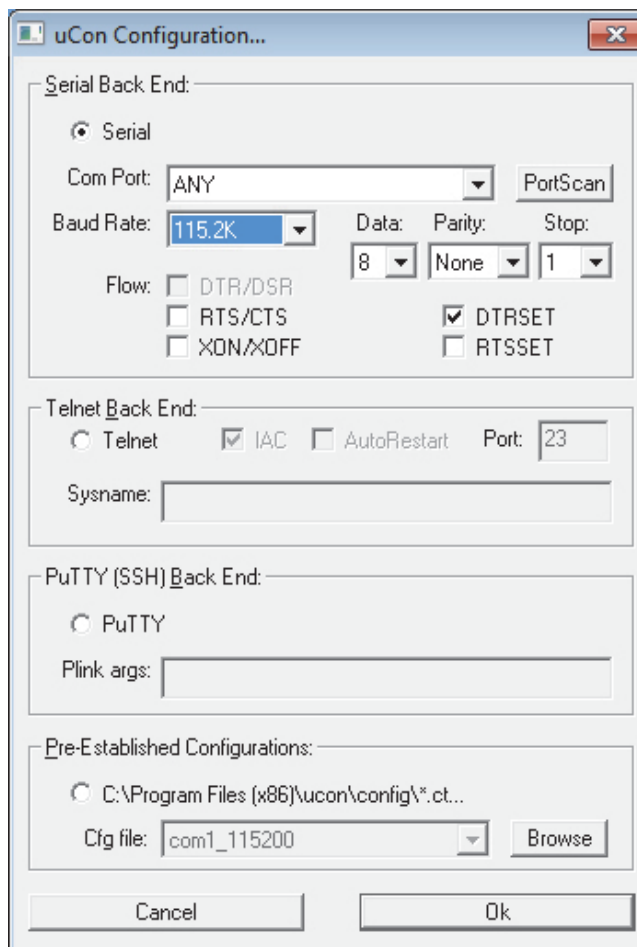 uCon Configuration...
Serial Back End:
Serial
Com Port: ANY PortScan
Baud Rate: 115.2K Data: Parity: Stop:
8 None 1
Flow: DTR/DSR
RTS/CTS DTRSET
XON/XOFF RTSSET
Telnet Back End:
Telnet IAC AutoRestart Port: 23
Sysname:
PuTTY (SSH) Back End:
PuTTY
Plink args:
Pre-Established Configurations:
C:\Program Files (x86)\ucon\config\*.ct...
Cfg file: com1_115200 Browse
Cancel Ok